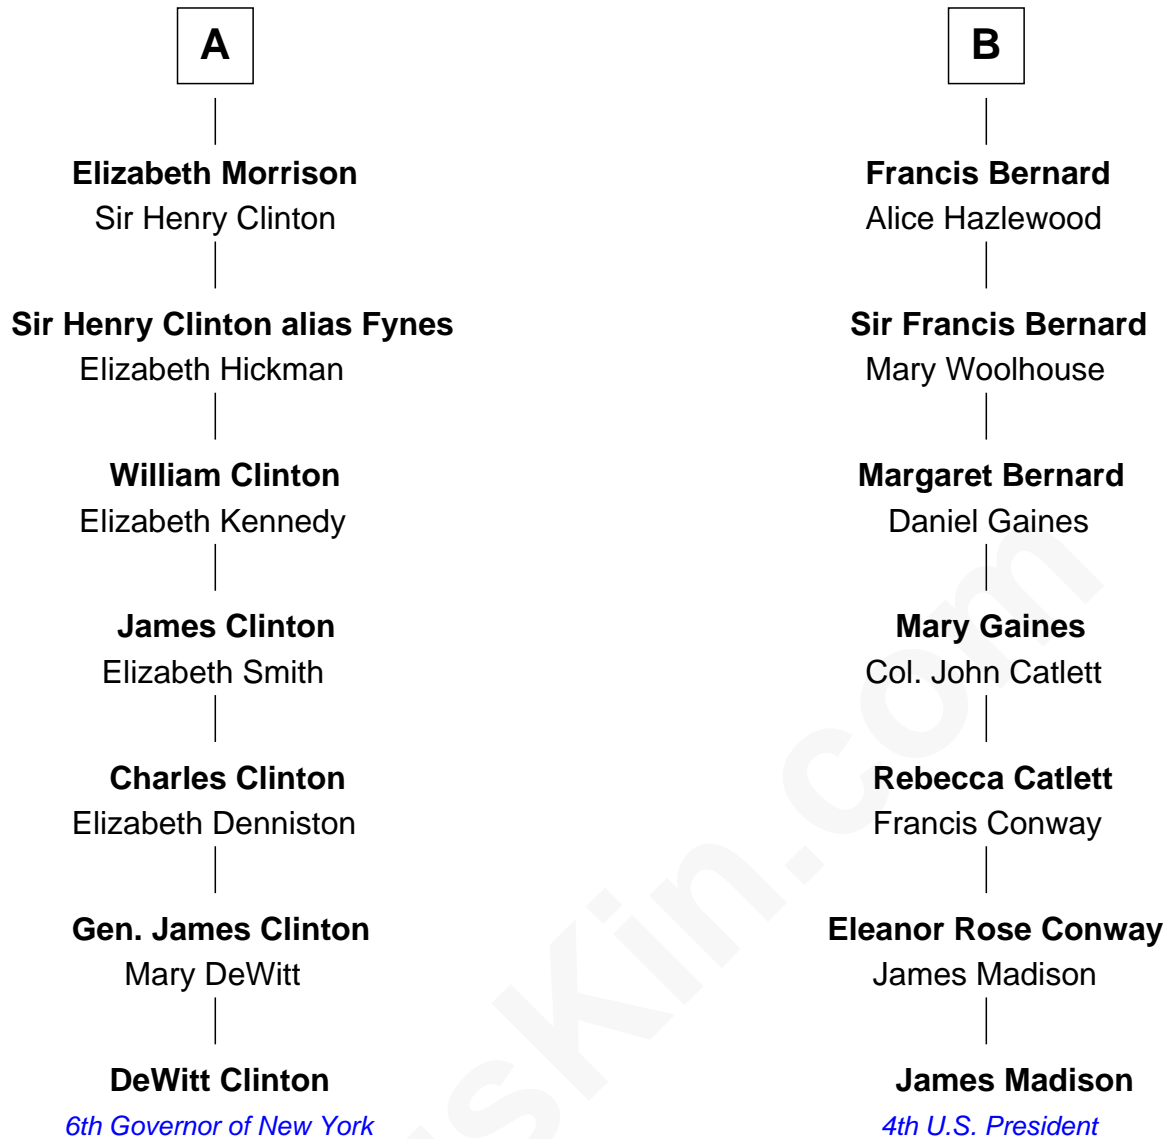 A
Elizabeth Morrison
Sir Henry Clinton
Sir Henry Clinton alias Fynes
Elizabeth Hickman
William Clinton
Elizabeth Kennedy
James Clinton
Elizabeth Smith
Charles Clinton
Elizabeth Denniston
Gen. James Clinton
Mary DeWitt
DeWitt Clinton
6th Governor of New York
B
Francis Bernard
Alice Hazlewood
Sir Francis Bernard
Mary Woolhouse
Margaret Bernard
Daniel Gaines
Mary Gaines
Col. John Catlett
Rebecca Catlett
Francis Conway
Eleanor Rose Conway
James Madison
James Madison
4th U.S. President
isKin.com